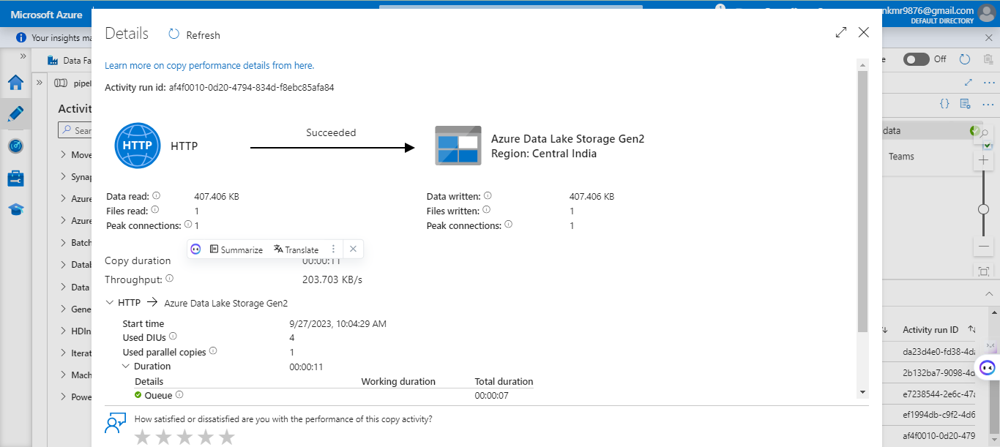 Microsoft Azure
1
nkmr9876@gmail.com
DEFAULT DIRECTORY
Your insights ma
Details
Refresh
Data Fa
Off
Learn more on copy performance details from here.
pipel
Activity run id: af4f0010-0d20-4794-834d-f8ebc85afa84
{}
Activit
Sear
HTTP
HTTP
Succeeded
Azure Data Lake Storage Gen2
Region: Central India
data
Teams
Move
Synap
Azure
Azure
Batch
Datab
Data
Gene
HDIn
Iterat
Mach
Powe
Data read: 407.406 KB
Files read: 1
Peak connections: 1
Data written: 407.406 KB
Files written: 1
Peak connections: 1
Summarize Translate
Copy duration 00:00:11
Throughput: 203.703 KB/s
HTTP → Azure Data Lake Storage Gen2
Start time 9/27/2023, 10:04:29 AM
Used DIUs 4
Used parallel copies 1
Duration 00:00:11
Details Working duration Total duration
Queue 00:00:07
How satisfied or dissatisfied are you with the performance of this copy activity?
Activity run ID
da23d4e0-fd38-4da
2b132ba7-9098-4d
e7238544-2e6c-47a
ef1994db-c9f2-4d6
af4f0010-0d20-479